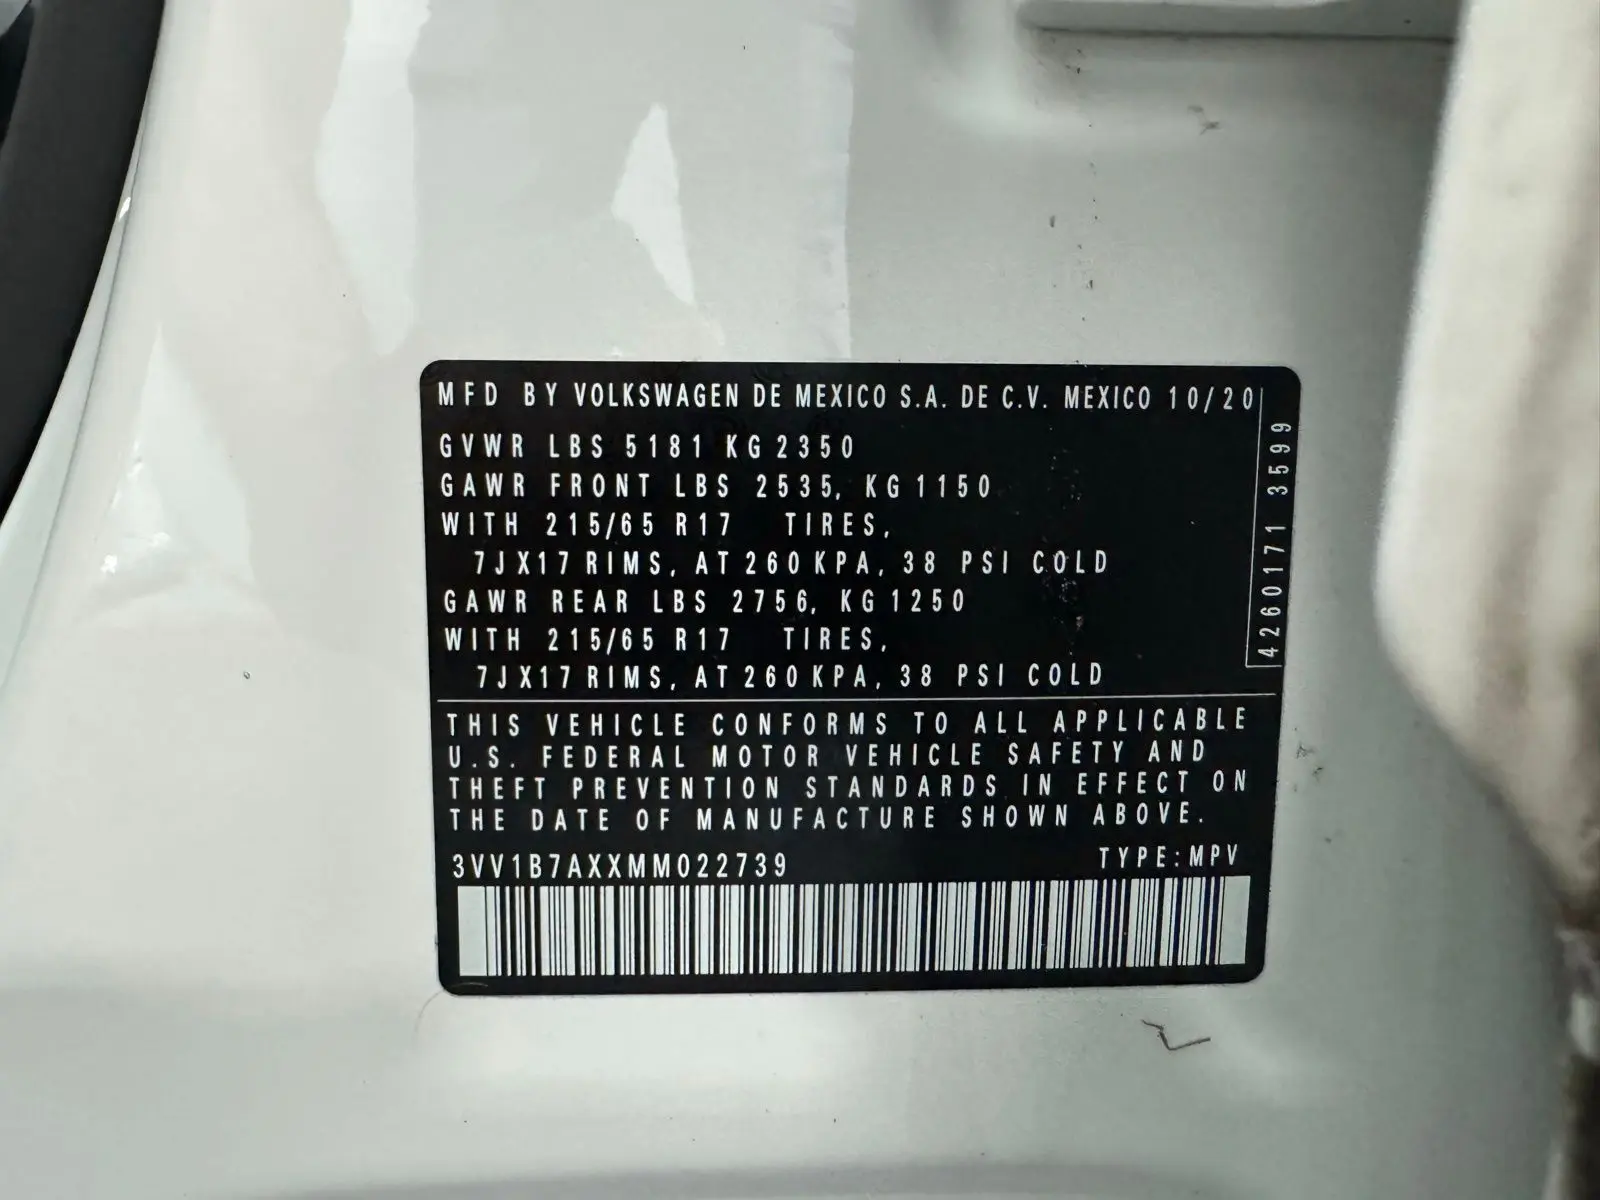 MFD BY VOLKSWAGEN DE MEXICO S.A. DE C.V. MEXICO 10/20
GVWR LBS 5181 KG 2350
GAWR FRONT LBS 2535, KG 1150
WITH 215/65 R17 TIRES,
7JX17 RIMS, AT 260 KPA, 38 PSI COLD
GAWR REAR LBS 2756, KG 1250
WITH 215/65 R17 TIRES,
7JX17 RIMS, AT 260 KPA, 38 PSI COLD
4260171 3599
THIS VEHICLE CONFORMS TO ALL APPLICABLE
U.S. FEDERAL MOTOR VEHICLE SAFETY AND
THEFT PREVENTION STANDARDS IN EFFECT ON
THE DATE OF MANUFACTURE SHOWN ABOVE.
3VV1B7AXXMM022739 TYPE:MPV